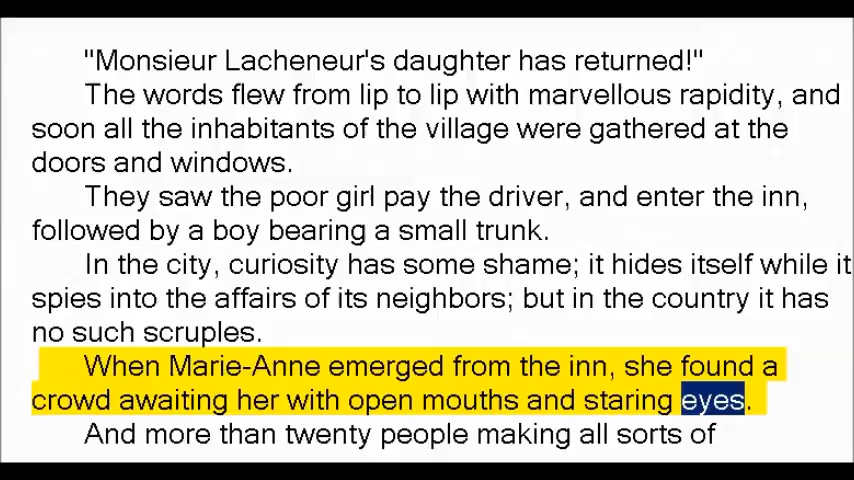 "Monsieur Lacheneur's daughter has returned!"
The words flew from lip to lip with marvellous rapidity, and
soon all the inhabitants of the village were gathered at the
doors and windows.
They saw the poor girl pay the driver, and enter the inn,
followed by a boy bearing a small trunk.
In the city, curiosity has some shame; it hides itself while it
spies into the affairs of its neighbors; but in the country it has
no such scruples.
When Marie-Anne emerged from the inn, she found a
crowd awaiting her with open mouths and staring eyes.
And more than twenty people making all sorts of